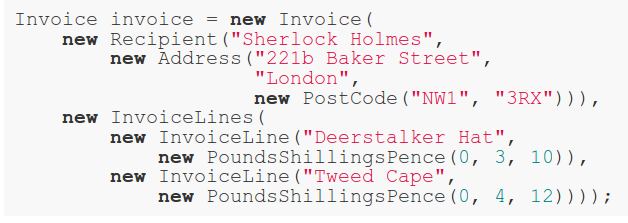 Invoice invoice = new Invoice(
    new Recipient("Sherlock Holmes",
        new Address("221b Baker Street",
                    "London",
                    new PostCode("NW1", "3RX"))),
    new InvoiceLines(
        new InvoiceLine("Deerstalker Hat",
            new PoundsShillingsPence(0, 3, 10)),
        new InvoiceLine("Tweed Cape",
            new PoundsShillingsPence(0, 4, 12))));